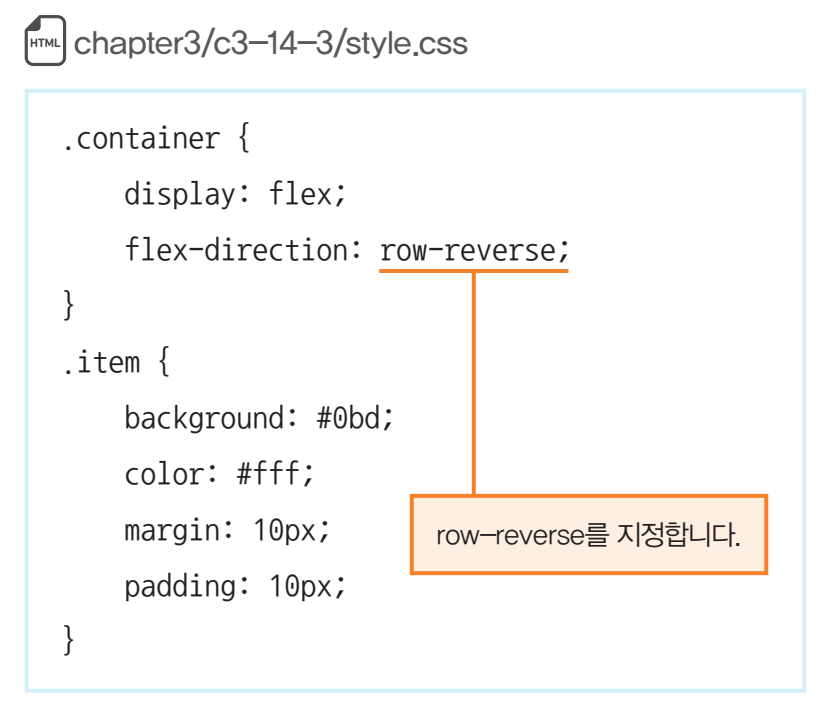 HTML
chapter3/c3-14-3/style.css
.container {
    display: flex;
    flex-direction: row-reverse;
}
.item {
    background: #0bd;
    color: #fff;
    margin: 10px;
    padding: 10px;
}
row-reverse를 지정합니다.